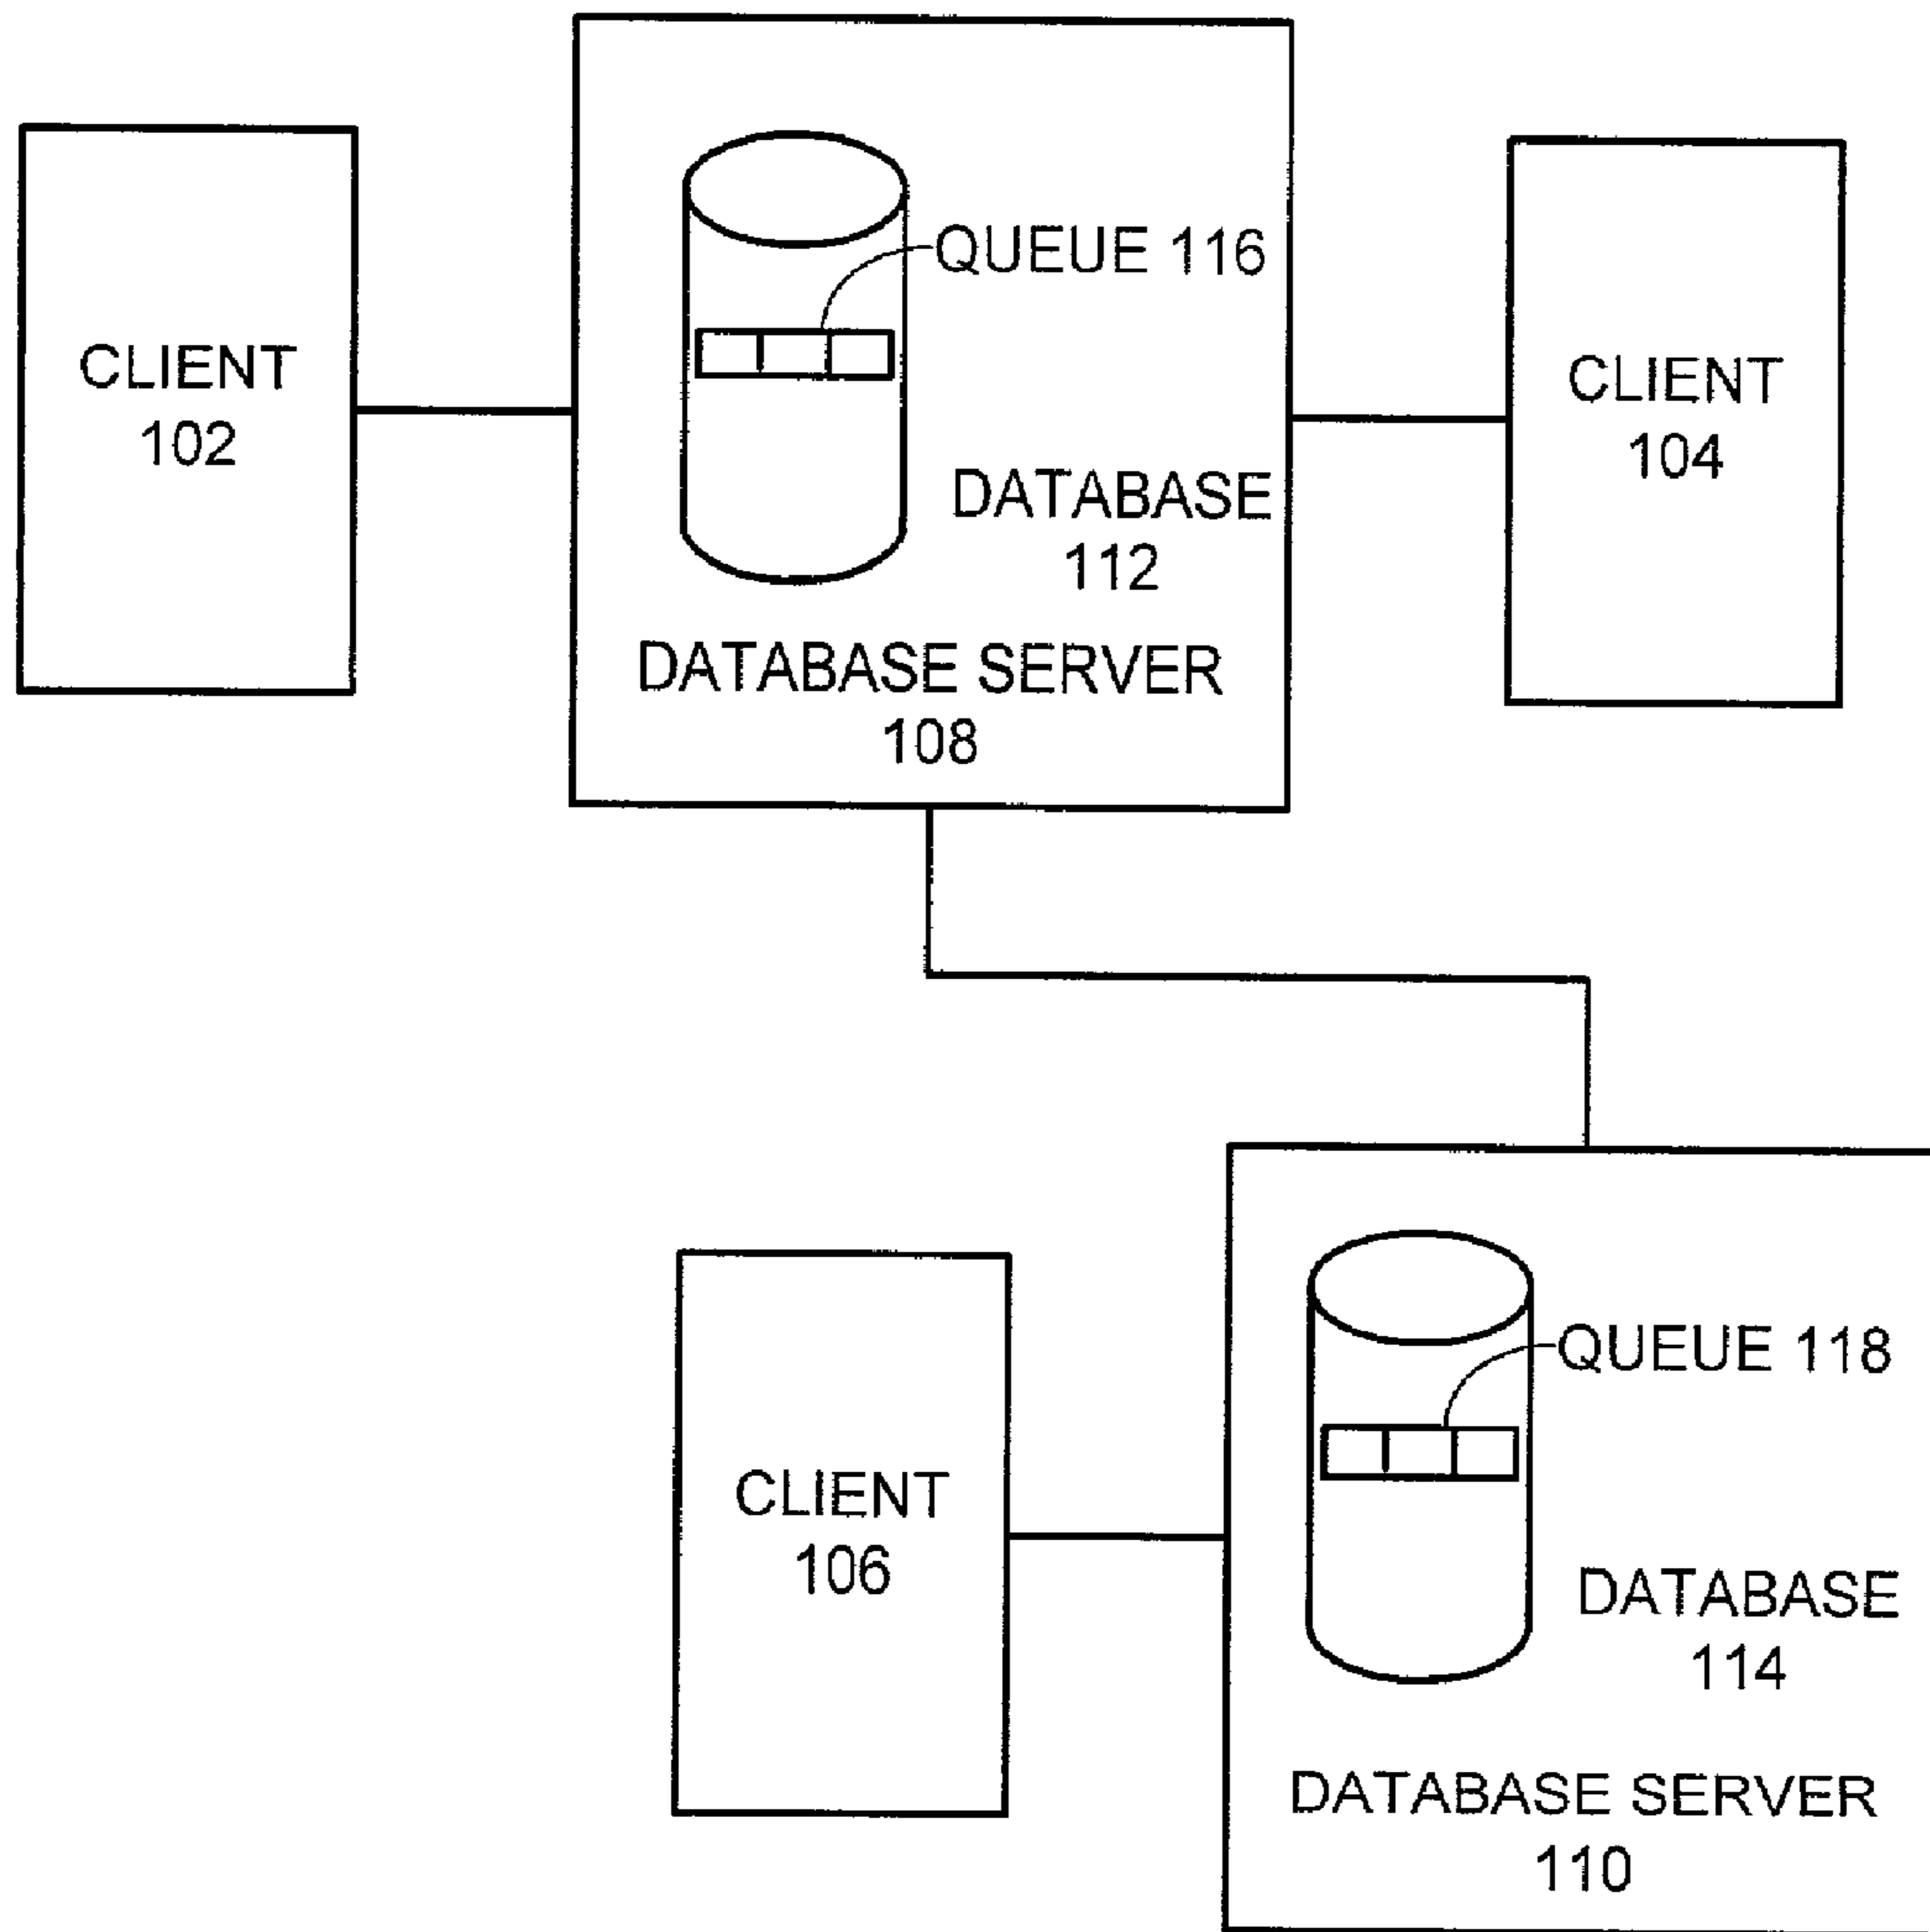 QUEUE 116
CLIENT
102
CLIENT
104
DATABASE
112
DATABASE SERVER
108
QUEUE 118
CLIENT
106
DATABASE
114
DATABASE SERVER
110